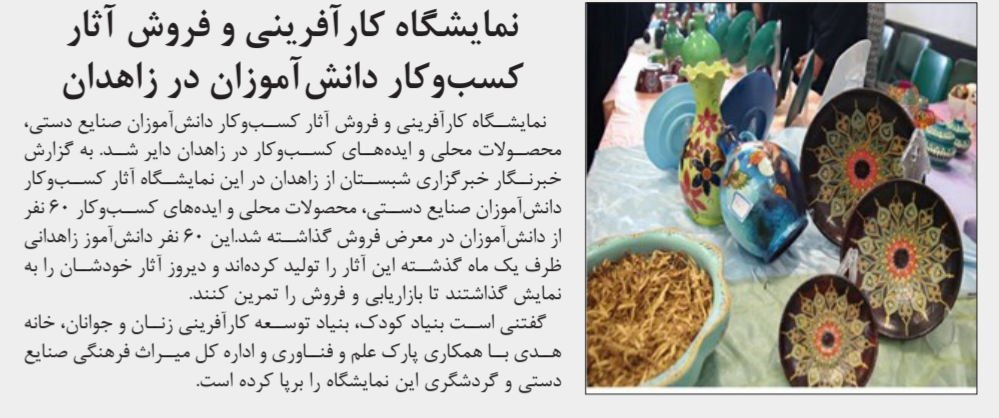 نمایشگاه کارآفرینی و فروش آثار
کسب‌وکار دانش‌آموزان در زاهدان
نمایشگاه کارآفرینی و فروش آثار کسب‌وکار دانش‌آموزان صنایع دستی،
محصولات محلی و ایده‌های کسب‌وکار در زاهدان دایر شد. به گزارش
خبرنگار خبرگزاری شبستان از زاهدان در این نمایشگاه آثار کسب‌وکار
دانش‌آموزان صنایع دستی، محصولات محلی و ایده‌های کسب‌وکار ۶۰ نفر
از دانش‌آموزان در معرض فروش گذاشته شد.این ۶۰ نفر دانش‌آموز زاهدانی
ظرف یک ماه گذشته این آثار را تولید کرده‌اند و دیروز آثار خودشان را به
نمایش گذاشتند تا بازاریابی و فروش را تمرین کنند.
گفتنی است بنیاد کودک، بنیاد توسعه کارآفرینی زنان و جوانان، خانه
هدی با همکاری پارک علم و فناوری و اداره کل میراث فرهنگی صنایع
دستی و گردشگری این نمایشگاه را برپا کرده است.